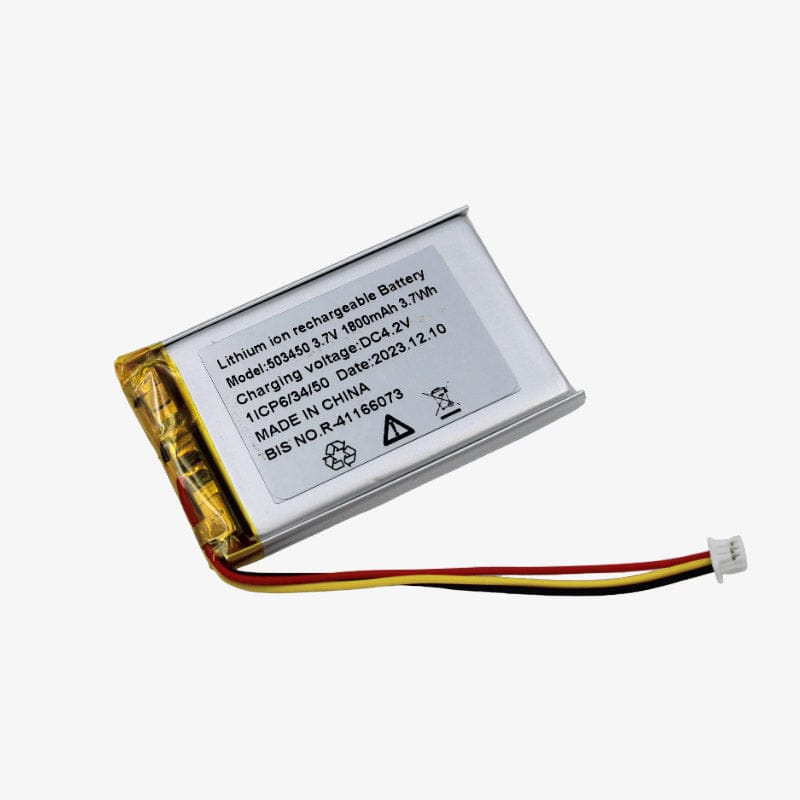 Lithium ion rechargeable Battery
Model:503450 3.7V 1800mAh 3.7Wh
Charging voltage:DC4.2V
1ICP6/34/50 Date:2023.12.10
MADE IN CHINA
BIS NO.R-41166073